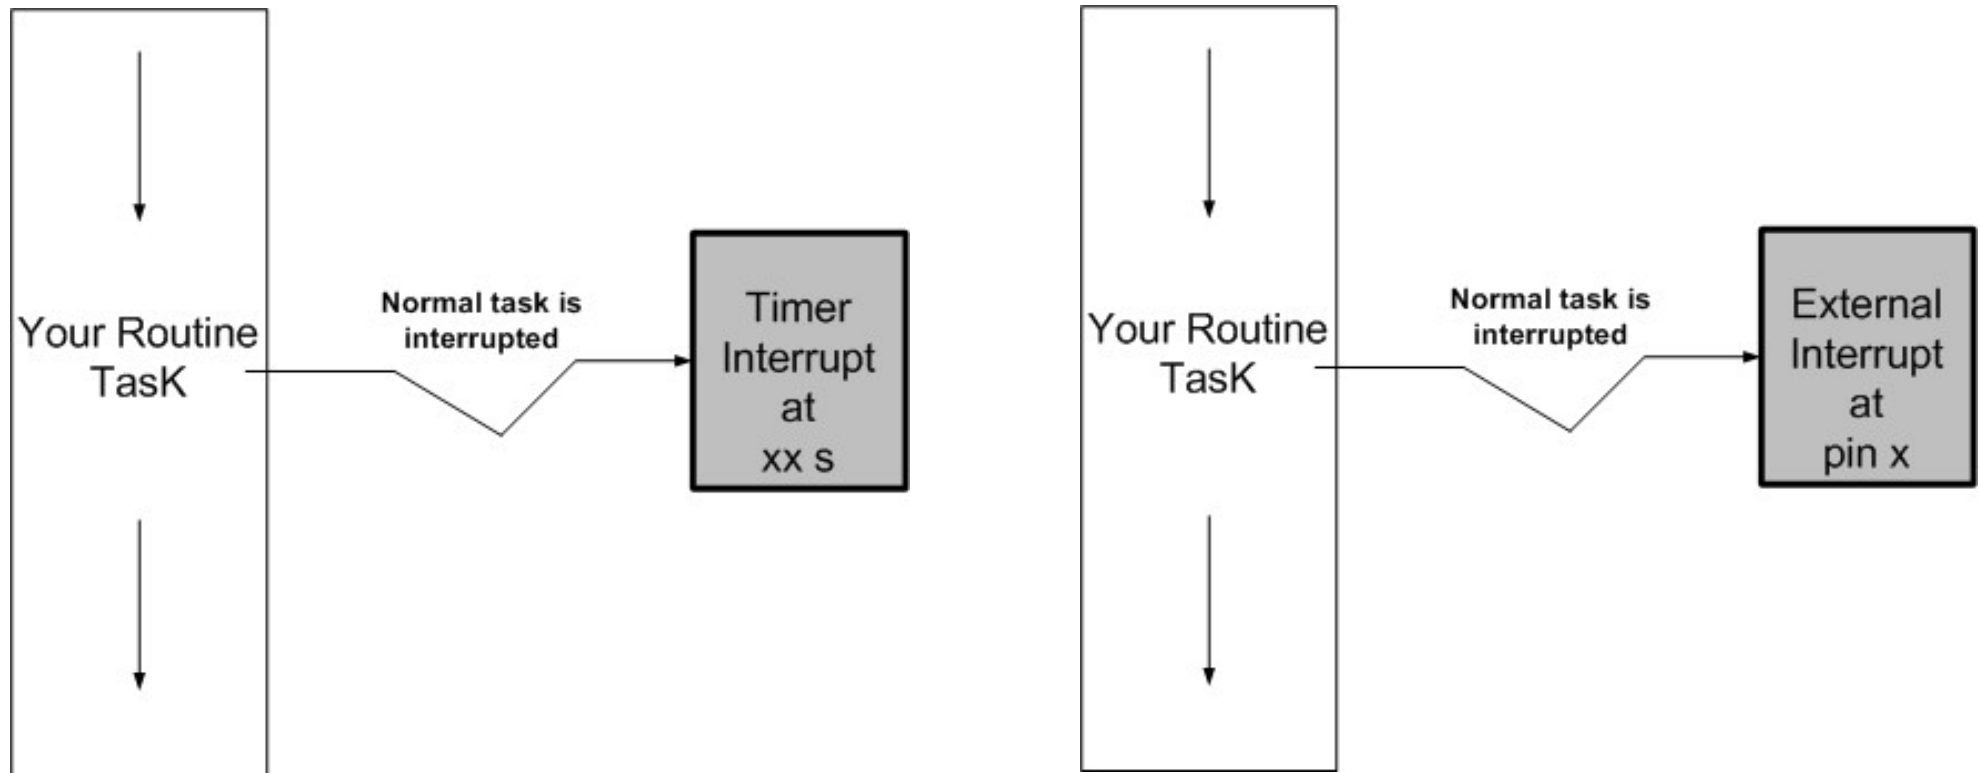 Your Routine
TasK
Normal task is
interrupted
Timer
Interrupt
at
xx s
Your Routine
TasK
Normal task is
interrupted
External
Interrupt
at
pin x